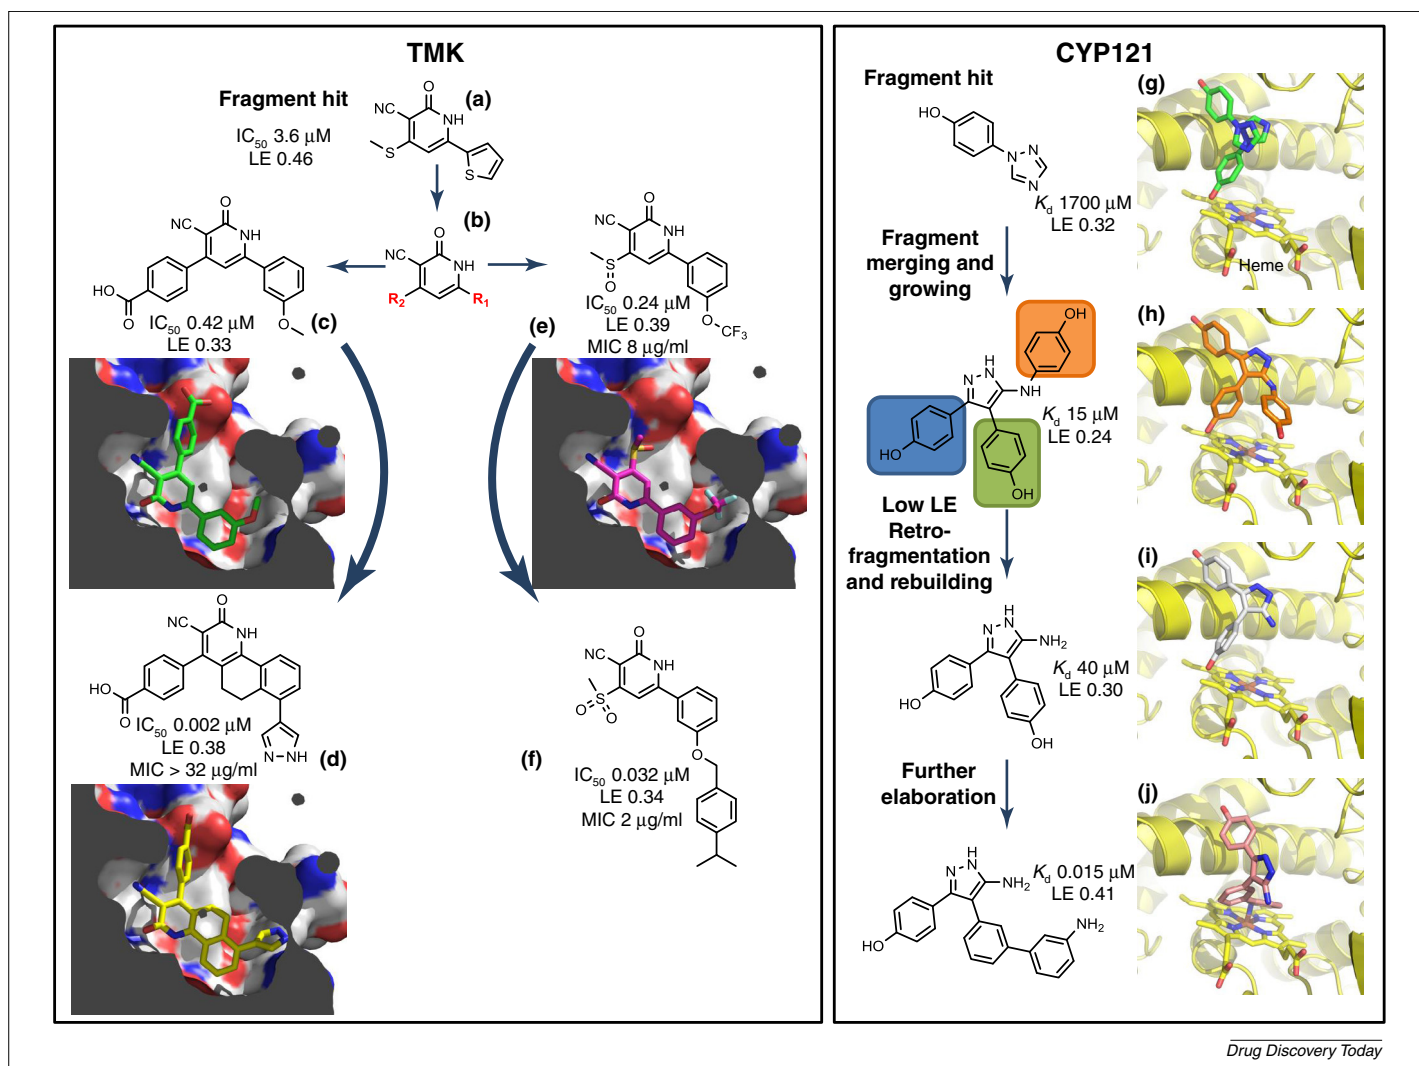 TMK
Fragment hit
IC50 3.6 µM
LE 0.46
(a)
NC
O
NH
S
S
(b)
NC
O
NH
R2
R1
NC
O
NH
HO
O
O
IC50 0.42 µM
LE 0.33
(c)
NC
O
NH
S
O
O
CF3
IC50 0.24 µM
LE 0.39
MIC 8 µg/ml
(e)
NC
O
NH
HO
O
N–NH
IC50 0.002 µM
LE 0.38
MIC > 32 µg/ml
(d)
NC
O
NH
S
O
O
O
(f)
IC50 0.032 µM
LE 0.34
MIC 2 µg/ml
CYP121
Fragment hit
HO
N
N
N
Kd 1700 µM
LE 0.32
(g)
Heme
Fragment
merging and
growing
OH
H
N
N
NH
HO
OH
Kd 15 µM
LE 0.24
(h)
Low LE
Retro-
fragmentation
and rebuilding
H
N
N
NH2
HO
OH
Kd 40 µM
LE 0.30
(i)
Further
elaboration
H
N
N
NH2
HO
NH2
Kd 0.015 µM
LE 0.41
(j)
Drug Discovery Today